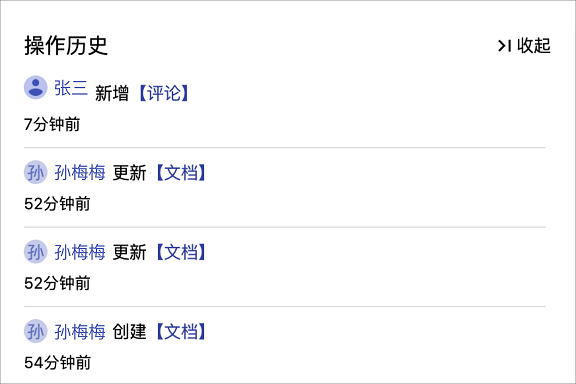 操作历史 收起
张三 新增【评论】
7分钟前
孙 孙梅梅 更新【文档】
52分钟前
孙 孙梅梅 更新【文档】
52分钟前
孙 孙梅梅 创建【文档】
54分钟前